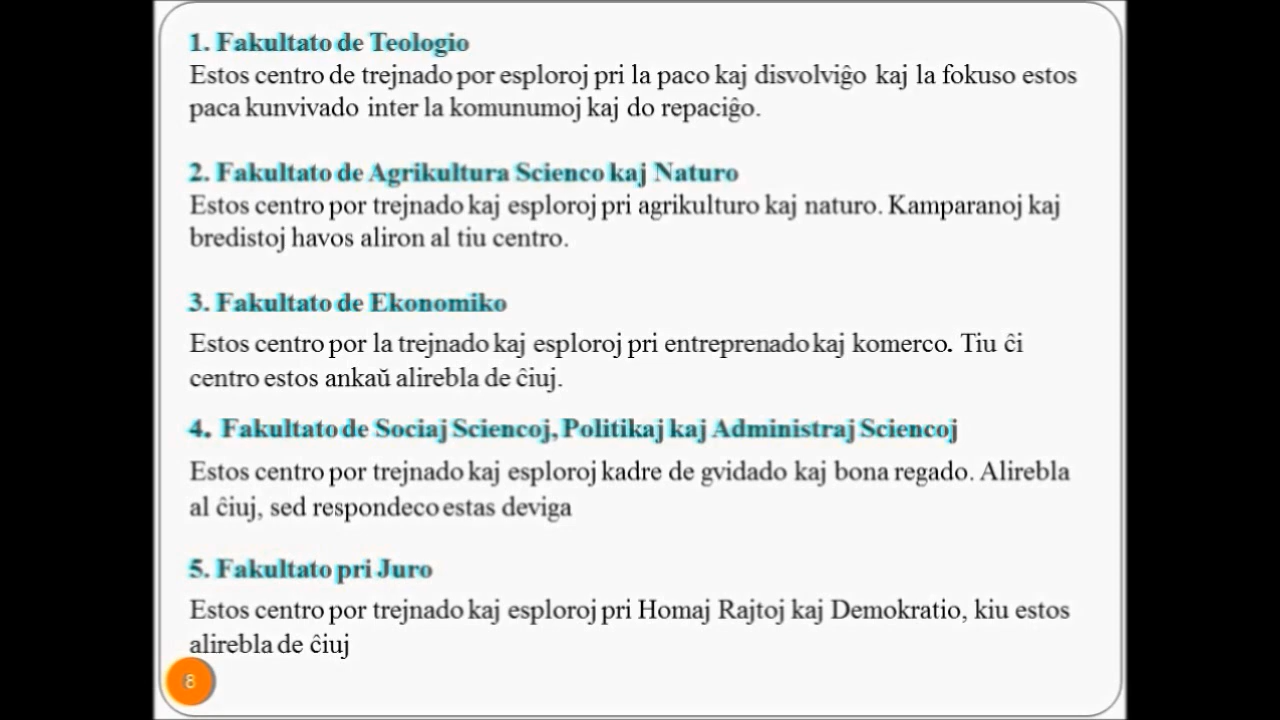 1. Fakultato de Teologio
Estos centro de trejnado por esploroj pri la paco kaj disvolviĝo kaj la fokuso estos
paca kunvivado inter la komunumoj kaj do repaciĝo.
2. Fakultato de Agrikultura Scienco kaj Naturo
Estos centro por trejnado kaj esploroj pri agrikulturo kaj naturo. Kamparanoj kaj
bredistoj havos aliron al tiu centro.
3. Fakultato de Ekonomiko
Estos centro por la trejnado kaj esploroj pri entreprenado kaj komerco. Tiu ĉi
centro estos ankaŭ alirebla de ĉiuj.
4. Fakultato de Sociaj Sciencoj, Politikaj kaj Administraj Sciencoj
Estos centro por trejnado kaj esploroj kadre de gvidado kaj bona regado. Alirebla
al ĉiuj, sed respondeco estas deviga
5. Fakultato pri Juro
Estos centro por trejnado kaj esploroj pri Homaj Rajtoj kaj Demokratio, kiu estos
alirebla de ĉiuj
8